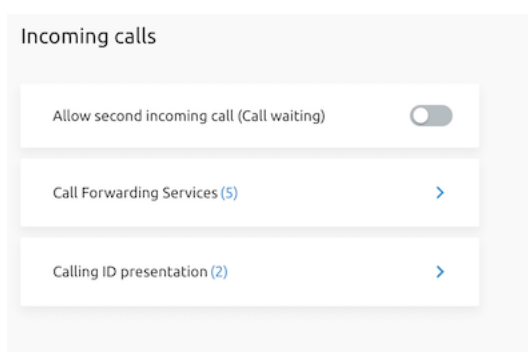 Incoming calls
Allow second incoming call (Call waiting)
Call Forwarding Services (5)
Calling ID presentation (2)